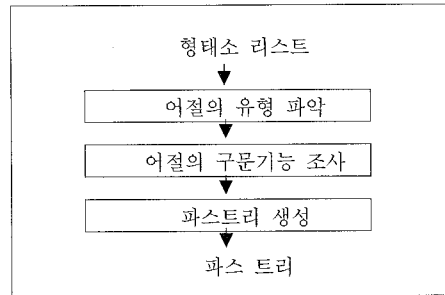 형태소 리스트
어절의 유형 파악
어절의 구문기능 조사
파스트리 생성
파스 트리